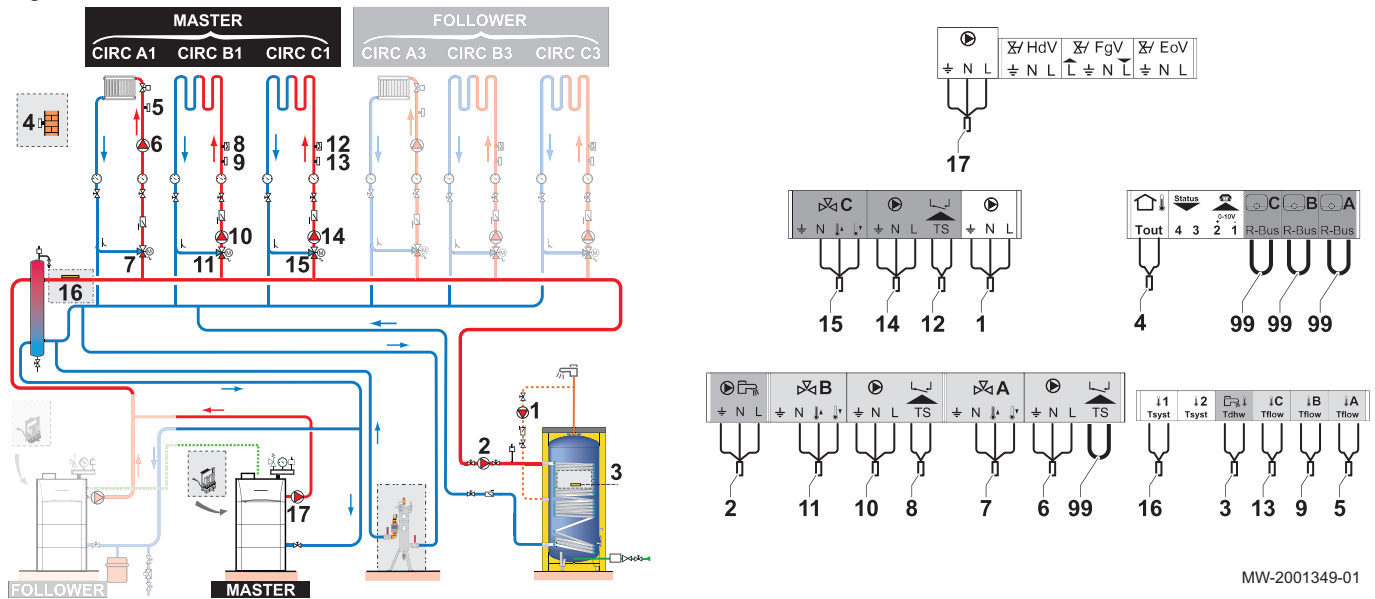 MASTER
CIRC A1 CIRC B1 CIRC C1
FOLLOWER
CIRC A3 CIRC B3 CIRC C3
4
5
6
7
8
9
10
11
12
13
14
15
16
M
M
M
M
M
M
1
2
3
17
FOLLOWER
MASTER
HdV FgV EoV
N L N L L N L N L
17
C
N N L TS N L
15 14 12 1
Status
0-10V
+ -
C B A
Tout 4 3 2 1 R-Bus R-Bus R-Bus
4 99 99 99
B A
N L N N L TS N N L TS
2 11 10 8 7 6 99
1 2 C B A
Tsyst Tsyst Tdhw Tflow Tflow Tflow
16 3 13 9 5
MW-2001349-01